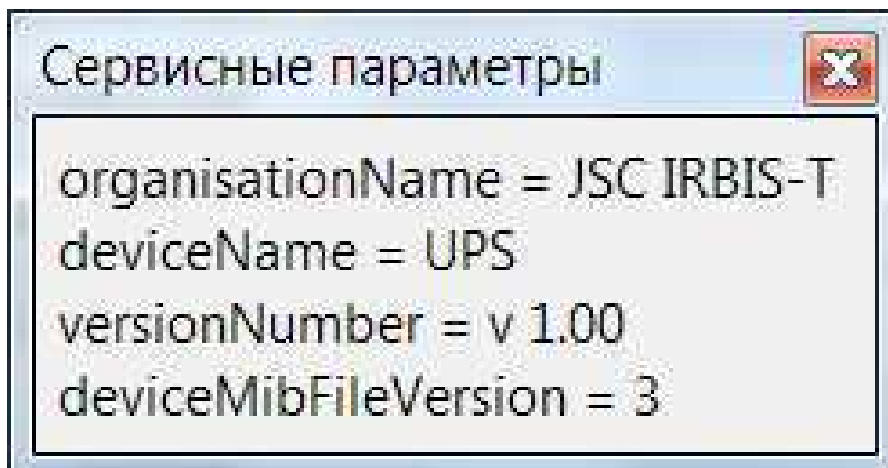 Сервисные параметры
organisationName = JSC IRBIS-T
deviceName = UPS
versionNumber = v 1.00
deviceMibFileVersion = 3